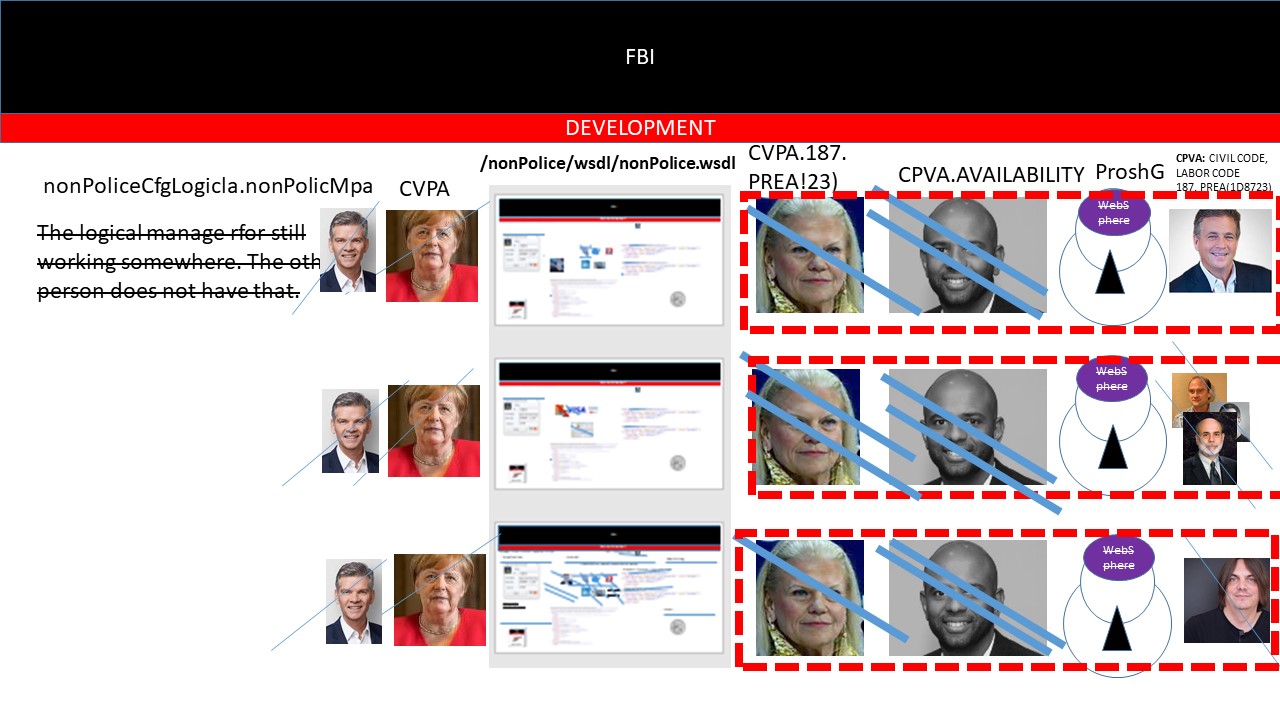 FBI
DEVELOPMENT
/nonPolice/wsdl/nonPolice.wsdl
CVPA.187.
PREA!23)
CPVA.AVAILABILITY
ProshG
CPVA: CIVIL CODE,
LABOR CODE
187. PREA(1D8723)
nonPoliceCfgLogicla.nonPolicMpa
CVPA
The logical manage rfor still
working somewhere. The oth
person does not have that.
WebS
phere
VISA
WebS
phere
WebS
phere